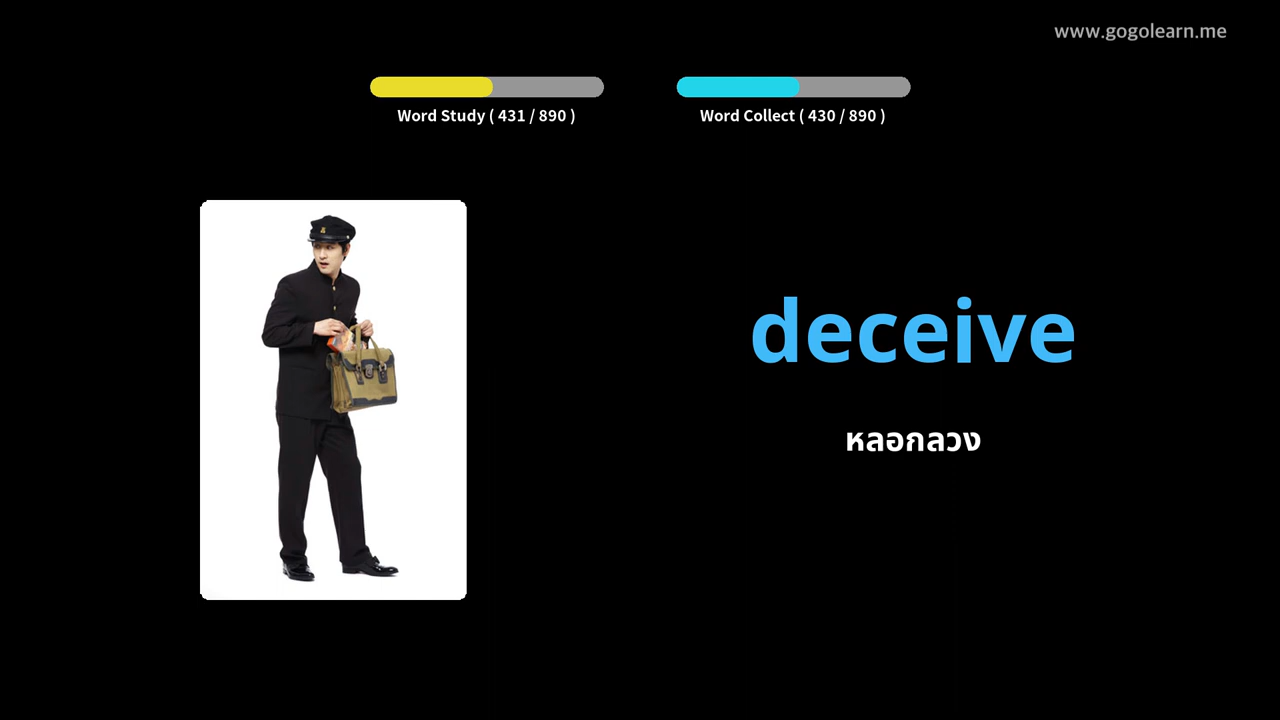 www.gogolearn.me
Word Study ( 431 / 890 )
Word Collect ( 430 / 890 )
deceive
หลอกลวง